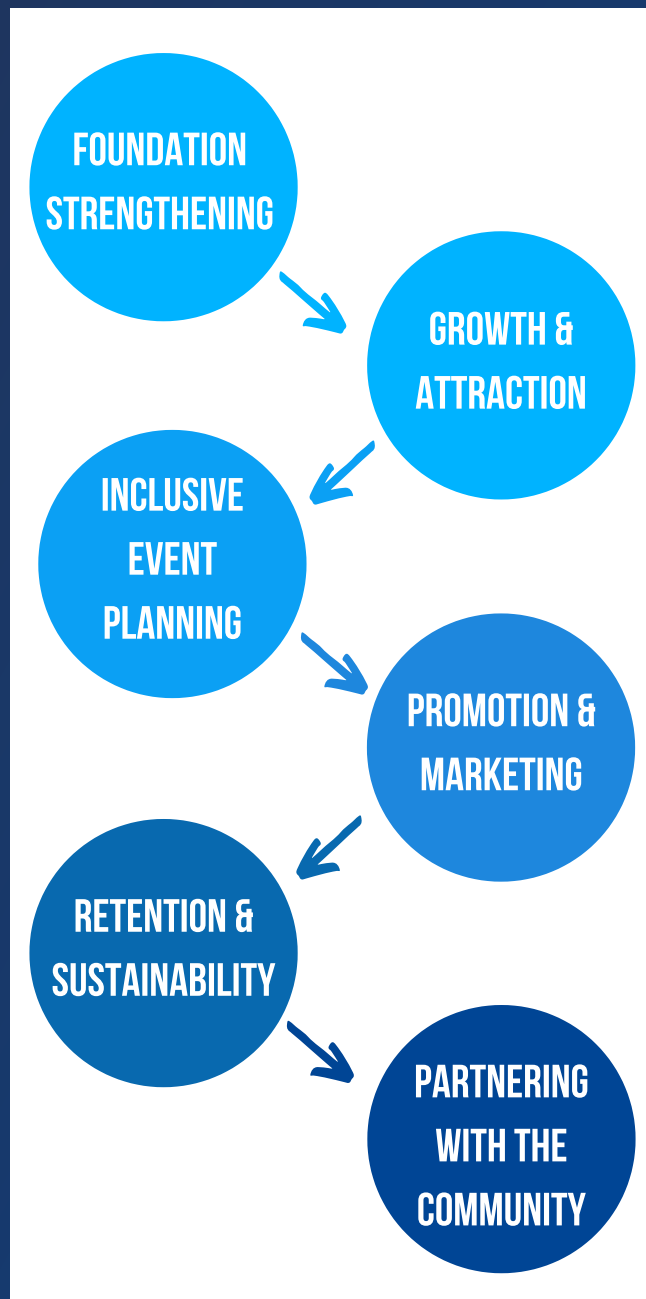 FOUNDATION
STRENGTHENING
GROWTH &
ATTRACTION
INCLUSIVE
EVENT
PLANNING
PROMOTION &
MARKETING
RETENTION &
SUSTAINABILITY
PARTNERING
WITH THE
COMMUNITY